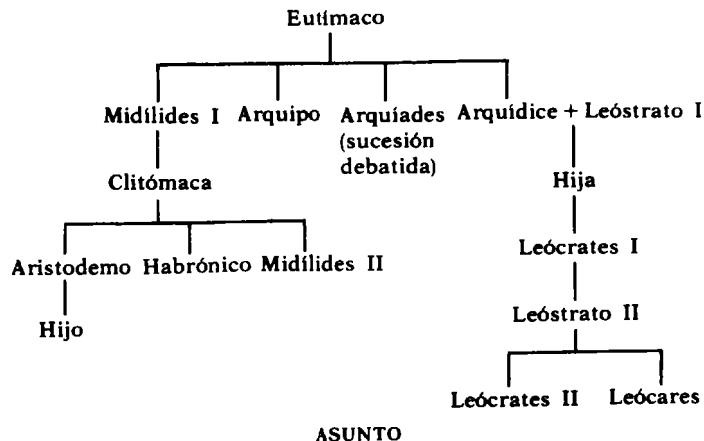 Eutímaco
Midílides I Arquipo Arquíades Arquídice + Leóstrato I
(sucesión
debatida)
Clitómaca
Hija
Leócrates I
Aristodemo Habrónico Midílides II
Leóstrato II
Hijo
Leócrates II Leócares
ASUNTO